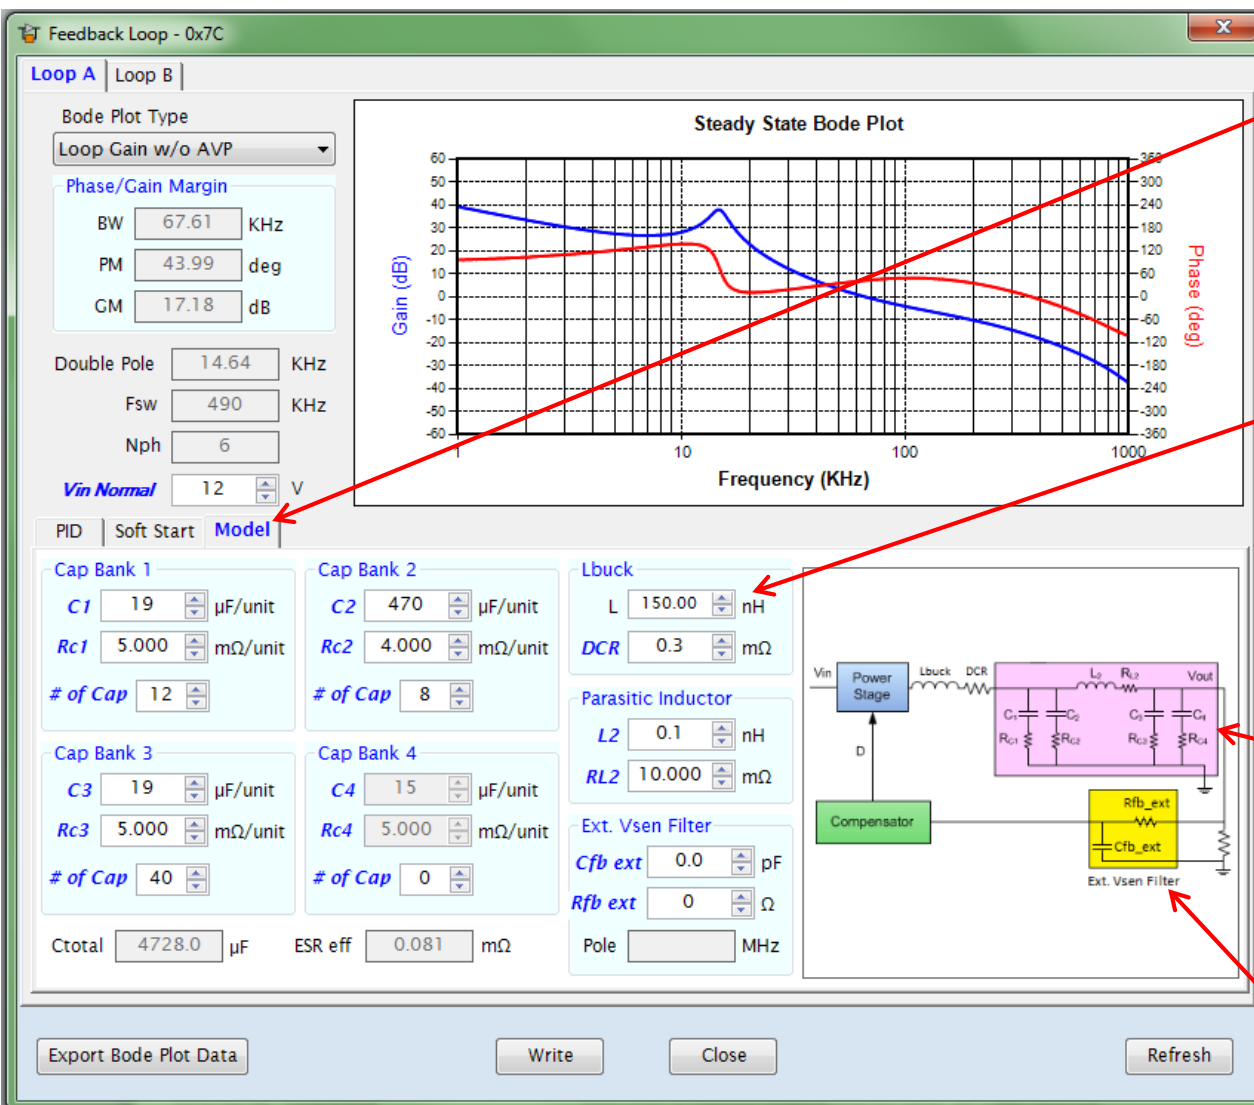 Feedback Loop - 0x7C
x
Loop A Loop B
Bode Plot Type
Loop Gain w/o AVP
Phase/Gain Margin
BW 67.61 KHz
PM 43.99 deg
GM 17.18 dB
Double Pole 14.64 KHz
Fsw 490 KHz
Nph 6
Vin Normal 12 V
Steady State Bode Plot
60 360
50 300
40 240
30 180
20 120
10 60
0 0
-10 -60
-20 -120
-30 -180
-40 -240
-50 -300
-60 -360
Gain (dB)
Phase (deg)
1 10 100 1000
Frequency (KHz)
PID Soft Start Model
Cap Bank 1
C1 19 µF/unit
Rc1 5.000 mΩ/unit
# of Cap 12
Cap Bank 2
C2 470 µF/unit
Rc2 4.000 mΩ/unit
# of Cap 8
Lbuck
L 150.00 nH
DCR 0.3 mΩ
Parasitic Inductor
L2 0.1 nH
RL2 10.000 mΩ
Cap Bank 3
C3 19 µF/unit
Rc3 5.000 mΩ/unit
# of Cap 40
Cap Bank 4
C4 15 µF/unit
Rc4 5.000 mΩ/unit
# of Cap 0
Ext. Vsen Filter
Cfb ext 0.0 pF
Rfb ext 0 Ω
Pole MHz
Ctotal 4728.0 µF ESR eff 0.081 mΩ
Vin Power Stage Lbuck DCR L2 RL2 Vout
C1 C2 C3 C4
RC1 RC2 RC3 RC4
D
Compensator
Rfb_ext
Cfb_ext
Ext. Vsen Filter
Export Bode Plot Data Write Close Refresh